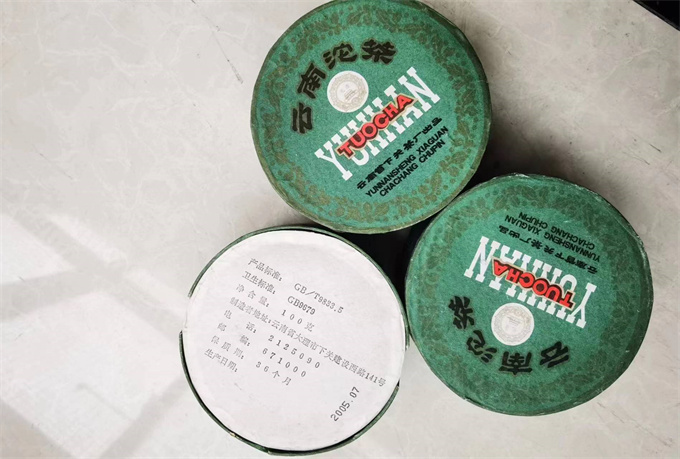 云南沱茶
YUNNAN
TUOCHA
云南省下关茶厂出品
YUNNANSHENG XIAGUAN
CHACHANG CHUPIN
云南沱茶
YUNNAN
TUOCHA
云南省下关茶厂出品
YUNNANSHENG XIAGUAN
CHACHANG CHUPIN
产品标准: GB/T9833.5
卫生标准: GB9679
净含量: 100克
制造者地址: 云南省大理市下关建设西路141号
电 话: 2125090
邮 编: 671000
保质期: 36个月
生产日期: 2005.07